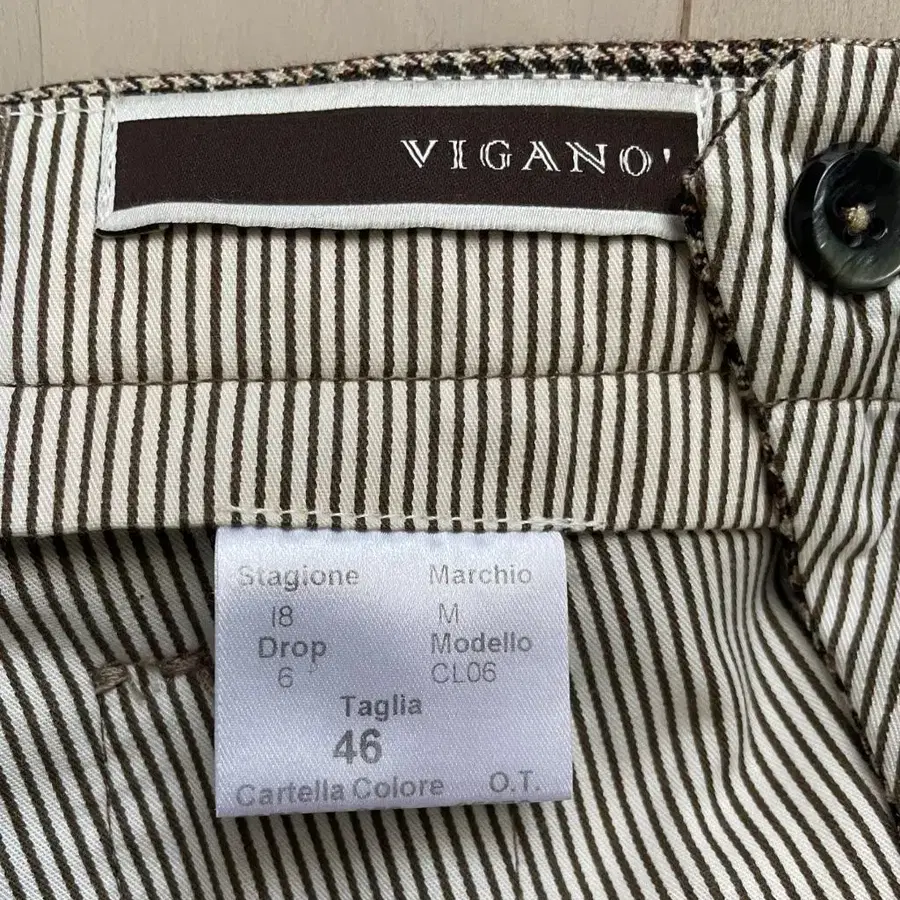 VIGANO'
Stagione Marchio
I8 M
Drop Modello
6 CL06
Taglia
46
Cartella Colore O.T.